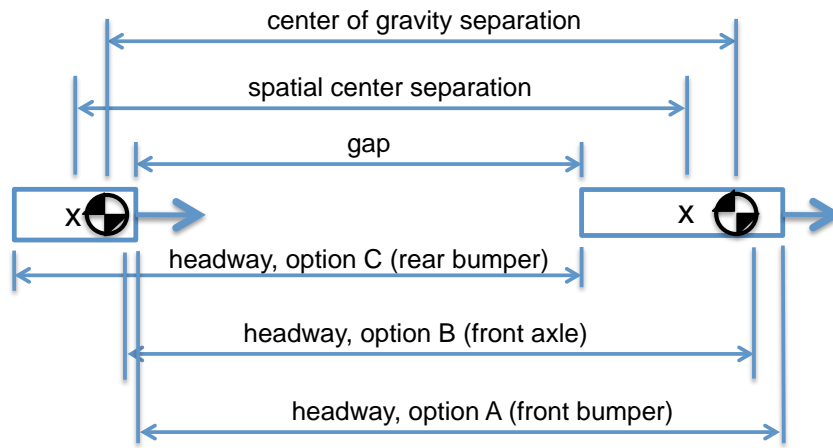 center of gravity separation
spatial center separation
gap
x
x
headway, option C (rear bumper)
headway, option B (front axle)
headway, option A (front bumper)